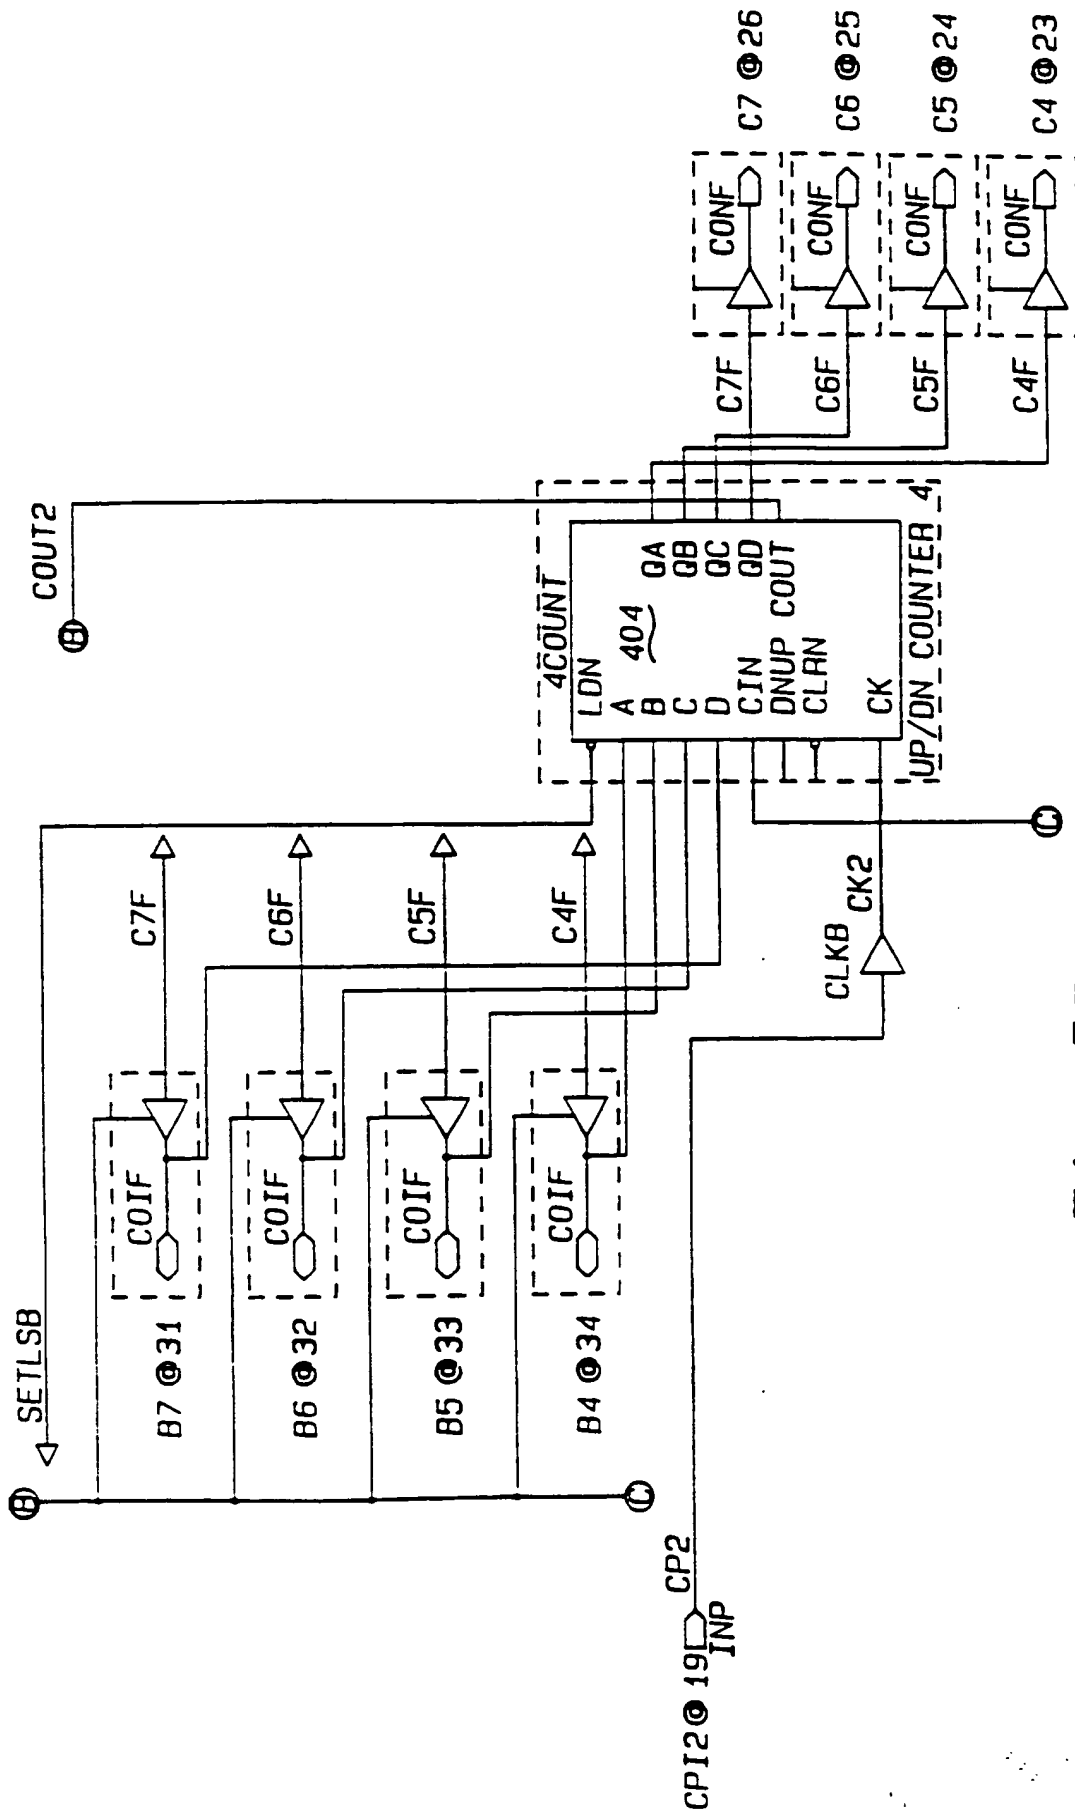 B
SETLSB
COUT2
B
B7 @31
COIF
C7F
B6 @32
COIF
C6F
B5 @33
COIF
C5F
B4 @34
COIF
C4F
C
4COUNT
LDN
A
B
C
D
CIN
DNUP
CLRN
CK
404
QA
QB
QC
QD
COUT
UP/DN COUNTER 4
C7F
CONF
C7 @26
C6F
CONF
C6 @25
C5F
CONF
C5 @24
C4F
CONF
C4 @23
CPI2@ 19
INP
CP2
CLKB
CK2
C